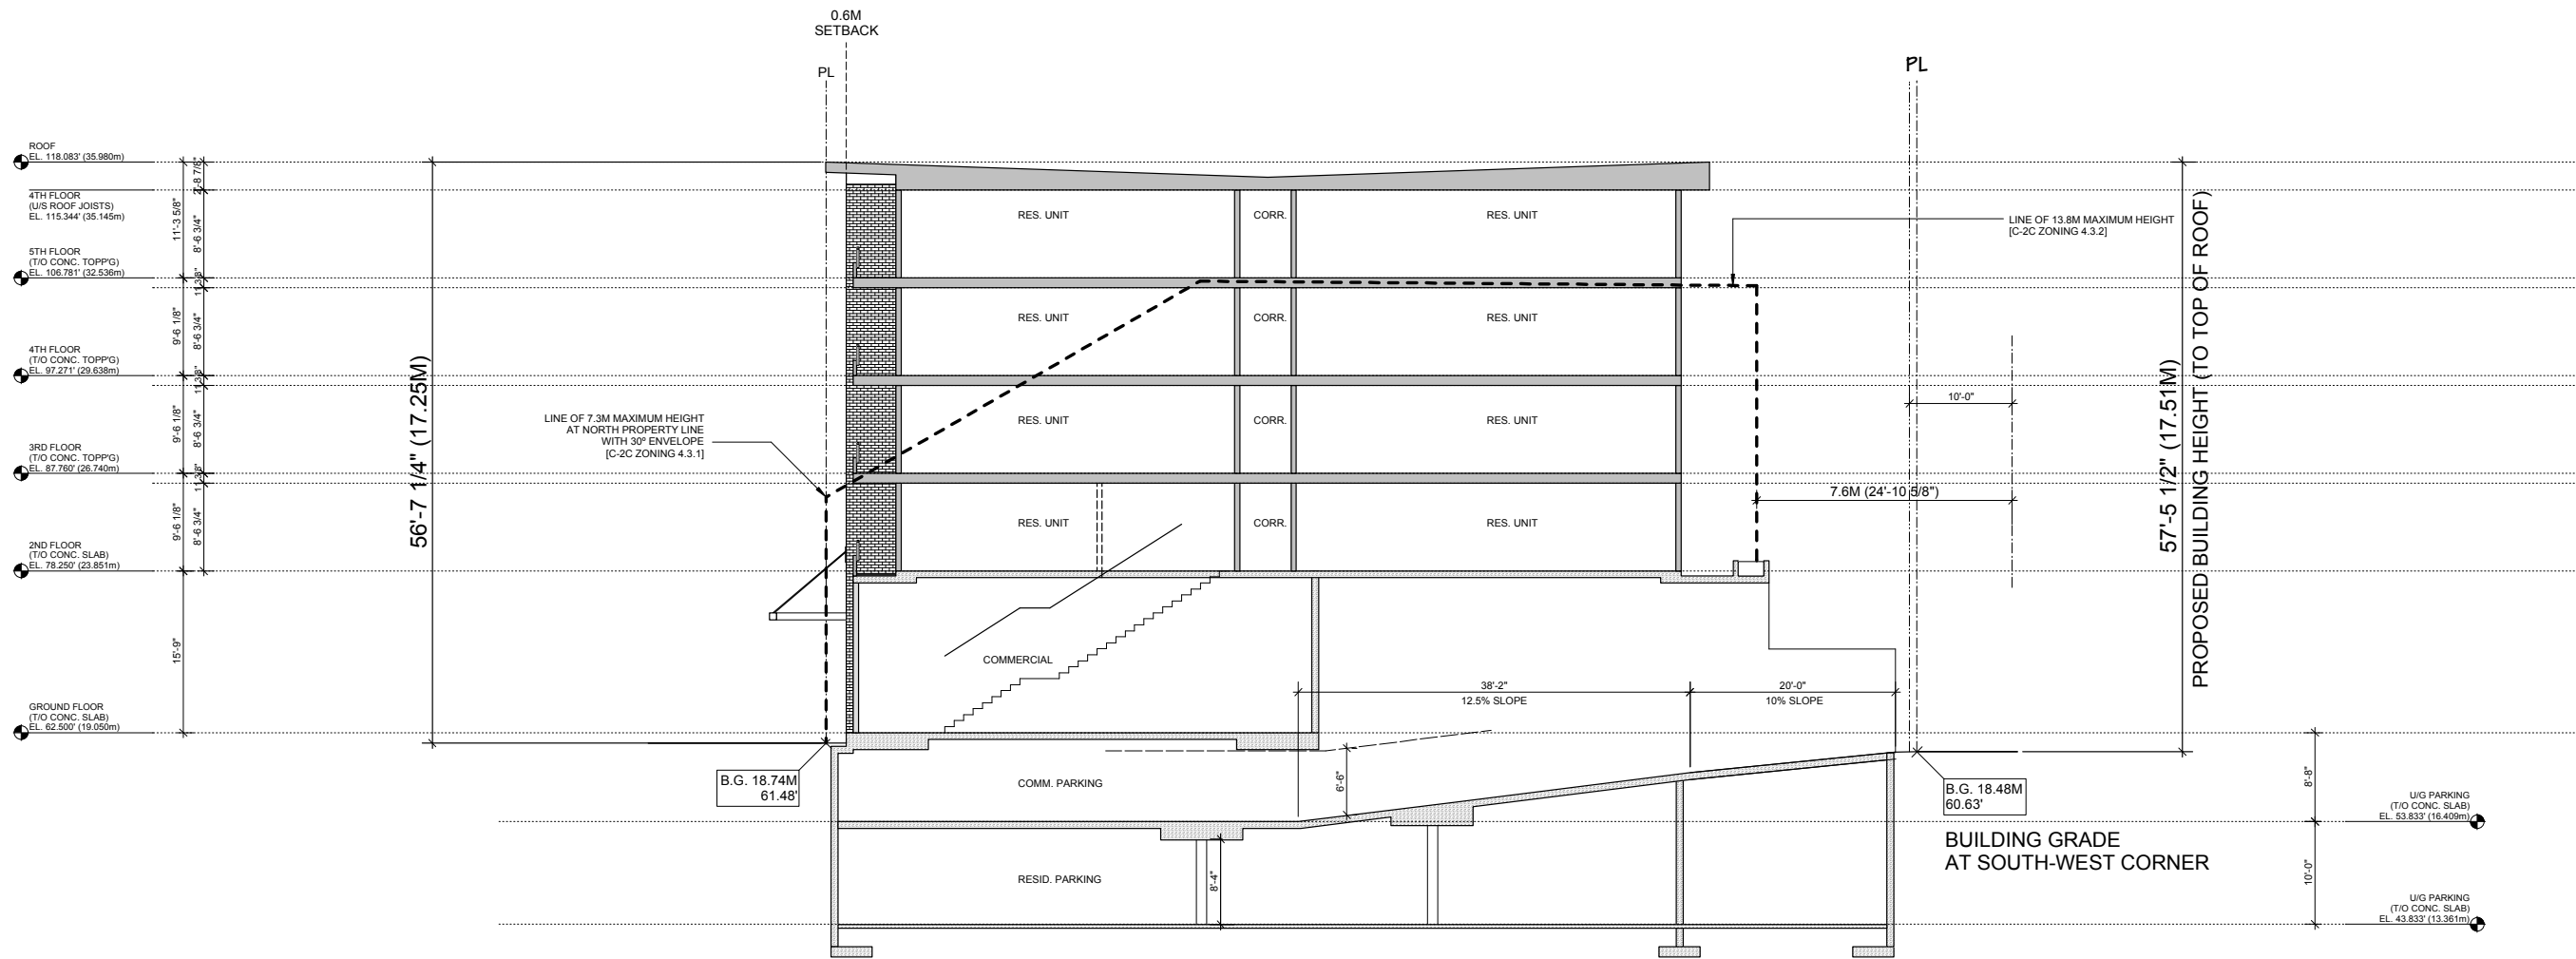 0.6M
SETBACK
PL
PL
ROOF
EL. 118.083' (35.980m)
4TH FLOOR
(U/S ROOF JOISTS)
EL. 115.344' (35.145m)
5TH FLOOR
(T/O CONC. TOPP'G)
EL. 106.781' (32.536m)
4TH FLOOR
(T/O CONC. TOPP'G)
EL. 97.271' (29.638m)
3RD FLOOR
(T/O CONC. TOPP'G)
EL. 87.760' (26.740m)
2ND FLOOR
(T/O CONC. SLAB)
EL. 78.250' (23.851m)
GROUND FLOOR
(T/O CONC. SLAB)
EL. 62.500' (19.050m)
11'-3 5/8"
9'-6 1/8"
9'-6 1/8"
9'-6 1/8"
15'-9"
8'-6 3/4"
8'-6 3/4"
8'-6 3/4"
8'-6 3/4"
56'-7 1/4" (17.25M)
LINE OF 7.3M MAXIMUM HEIGHT
AT NORTH PROPERTY LINE
WITH 30º ENVELOPE
[C-2C ZONING 4.3.1]
RES. UNIT
CORR.
RES. UNIT
RES. UNIT
CORR.
RES. UNIT
RES. UNIT
CORR.
RES. UNIT
RES. UNIT
CORR.
RES. UNIT
COMMERCIAL
LINE OF 13.8M MAXIMUM HEIGHT
[C-2C ZONING 4.3.2]
10'-0"
7.6M (24'-10 5/8")
57'-5 1/2" (17.51M)
PROPOSED BUILDING HEIGHT (TO TOP OF ROOF)
38'-2"
12.5% SLOPE
20'-0"
10% SLOPE
B.G. 18.74M
61.48'
COMM. PARKING
6'-6"
RESID. PARKING
8'-4"
B.G. 18.48M
60.63'
BUILDING GRADE
AT SOUTH-WEST CORNER
8'-8"
10'-0"
U/G PARKING
(T/O CONC. SLAB)
EL. 53.833' (16.409m)
U/G PARKING
(T/O CONC. SLAB)
EL. 43.833' (13.361m)